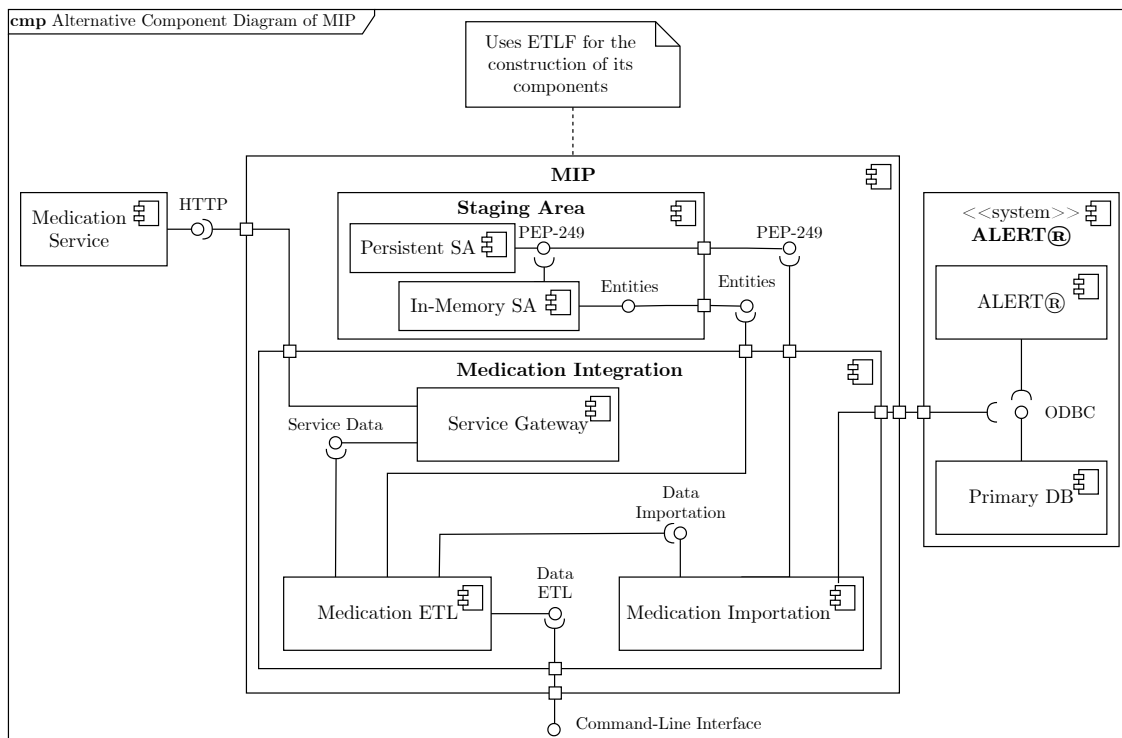 cmp Alternative Component Diagram of MIP
Uses ETLF for the
construction of its
components
MIP
HTTP
Medication
Service
Staging Area
Persistent SA
PEP-249
PEP-249
In-Memory SA
Entities
Entities
<<system>>
ALERT®
ALERT®
ODBC
Primary DB
Medication Integration
Service Gateway
Service Data
Data
Importation
Data
ETL
Medication ETL
Medication Importation
Command-Line Interface